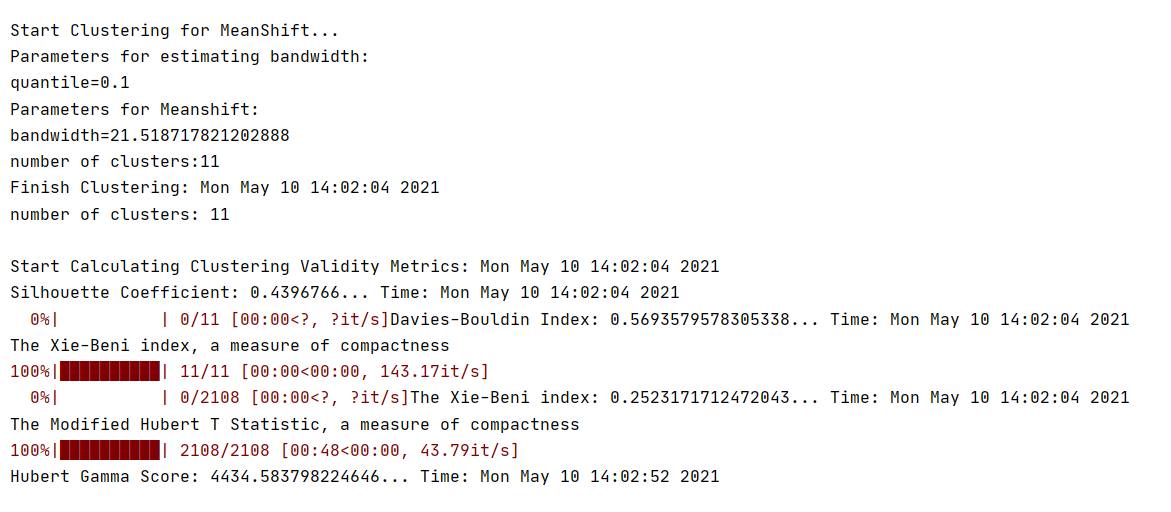 Start Clustering for MeanShift...
Parameters for estimating bandwidth:
quantile=0.1
Parameters for Meanshift:
bandwidth=21.518717821202888
number of clusters:11
Finish Clustering: Mon May 10 14:02:04 2021
number of clusters: 11
Start Calculating Clustering Validity Metrics: Mon May 10 14:02:04 2021
Silhouette Coefficient: 0.4396766... Time: Mon May 10 14:02:04 2021
0%|          | 0/11 [00:00<?, ?it/s]Davies-Bouldin Index: 0.5693579578305338... Time: Mon May 10 14:02:04 2021
The Xie-Beni index, a measure of compactness
100%|██████████| 11/11 [00:00<00:00, 143.17it/s]
0%|          | 0/2108 [00:00<?, ?it/s]The Xie-Beni index: 0.2523171712472043... Time: Mon May 10 14:02:04 2021
The Modified Hubert T Statistic, a measure of compactness
100%|██████████| 2108/2108 [00:48<00:00, 43.79it/s]
Hubert Gamma Score: 4434.583798224646... Time: Mon May 10 14:02:52 2021